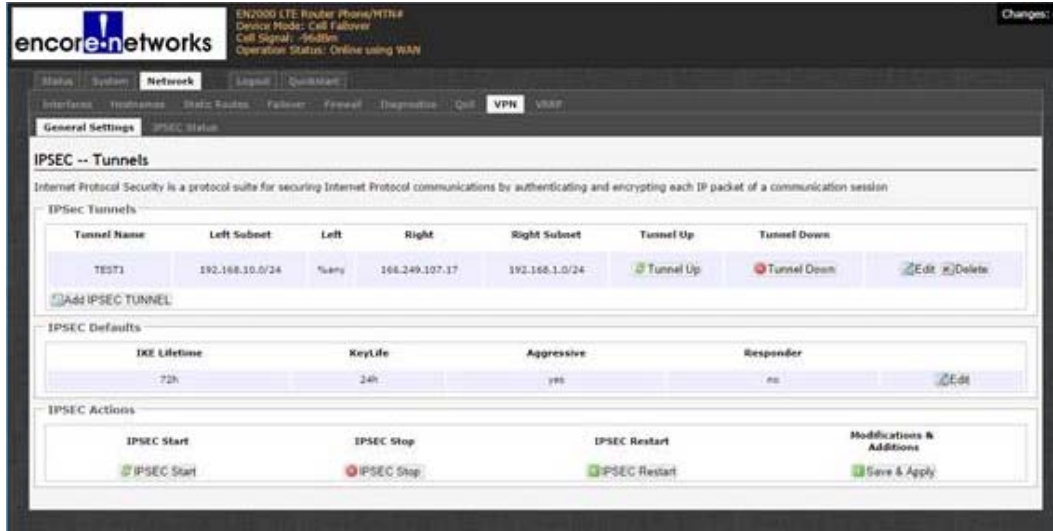 encore networks
EN2000 LTE Router Phone/MTN#
Device Mode: Cell Failover
Cell Signal: -96dBm
Operation Status: Online using WAN
Changes:
Status System Network Logout Quickstart
Interfaces Hostnames Static Routes Failover Firewall Diagnostics QoS VPN VRRP
General Settings IPSEC Status
IPSEC -- Tunnels
Internet Protocol Security is a protocol suite for securing Internet Protocol communications by authenticating and encrypting each IP packet of a communication session
IPSec Tunnels
Tunnel Name Left Subnet Left Right Right Subnet Tunnel Up Tunnel Down
TEST1 192.168.10.0/24 %any 166.249.107.17 192.168.1.0/24 Tunnel Up Tunnel Down Edit Delete
Add IPSEC TUNNEL
IPSEC Defaults
IKE Lifetime KeyLife Aggressive Responder
72h 24h yes no Edit
IPSEC Actions
IPSEC Start IPSEC Stop IPSEC Restart Modifications & Additions
IPSEC Start IPSEC Stop IPSEC Restart Save & Apply